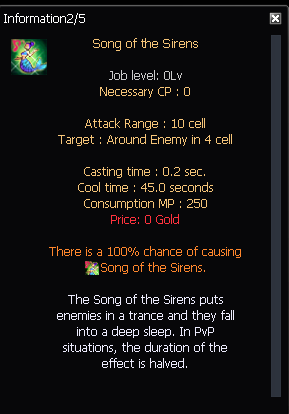 Information2/5
Song of the Sirens
Job level: 0Lv
Necessary CP : 0
Attack Range : 10 cell
Target : Around Enemy in 4 cell
Casting time : 0.2 sec.
Cool time : 45.0 seconds
Consumption MP : 250
Price: 0 Gold
There is a 100% chance of causing
Song of the Sirens.
The Song of the Sirens puts
enemies in a trance and they fall
into a deep sleep. In PvP
situations, the duration of the
effect is halved.